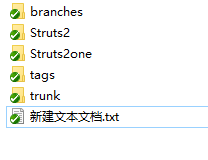 branches
Struts2
Struts2one
tags
trunk
新建文本文档.txt